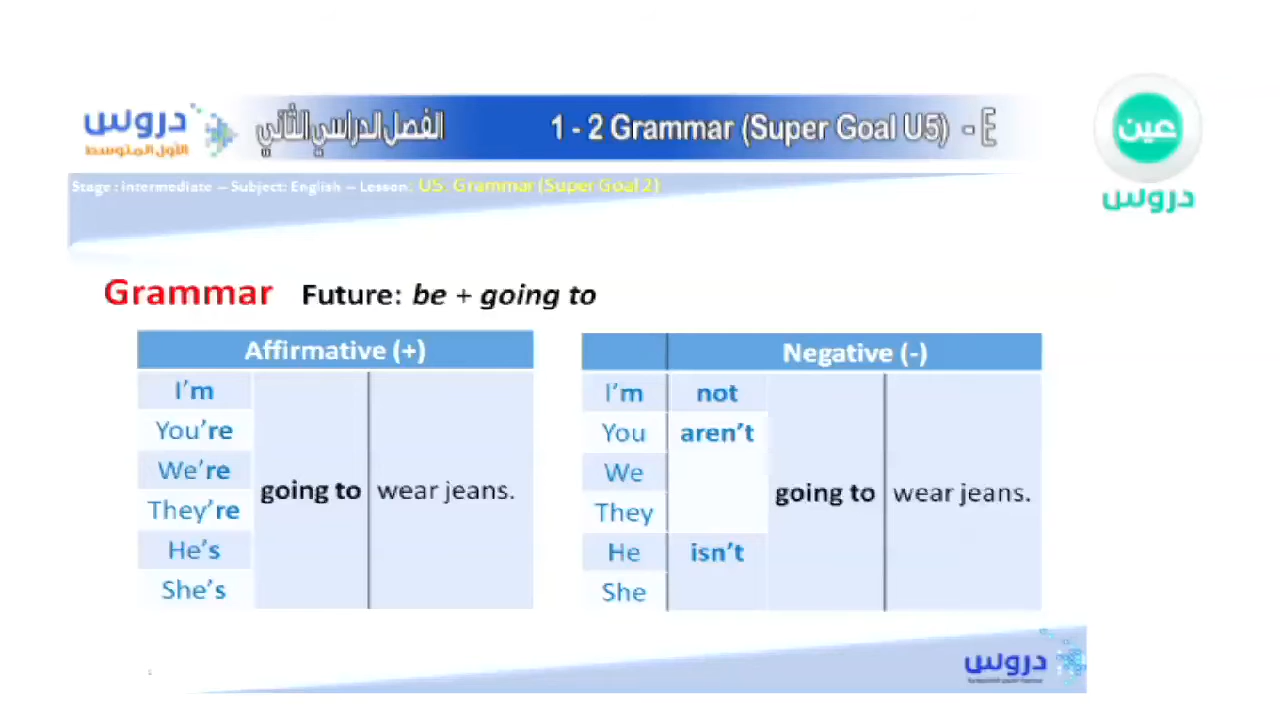 دروس
الأول المتوسط
الفصل الدراسي الثاني
1 - 2 Grammar (Super Goal U5) - E
عين
دروس
Stage : Intermediate – Subject: English – Lesson: U5. Grammar (Super Goal 2)
Grammar Future: be + going to
Affirmative (+)
I'm
You're
We're
They're
He's
She's
going to
wear jeans.
Negative (-)
I'm not
You aren't
We
They
He isn't
She
going to
wear jeans.
دروس